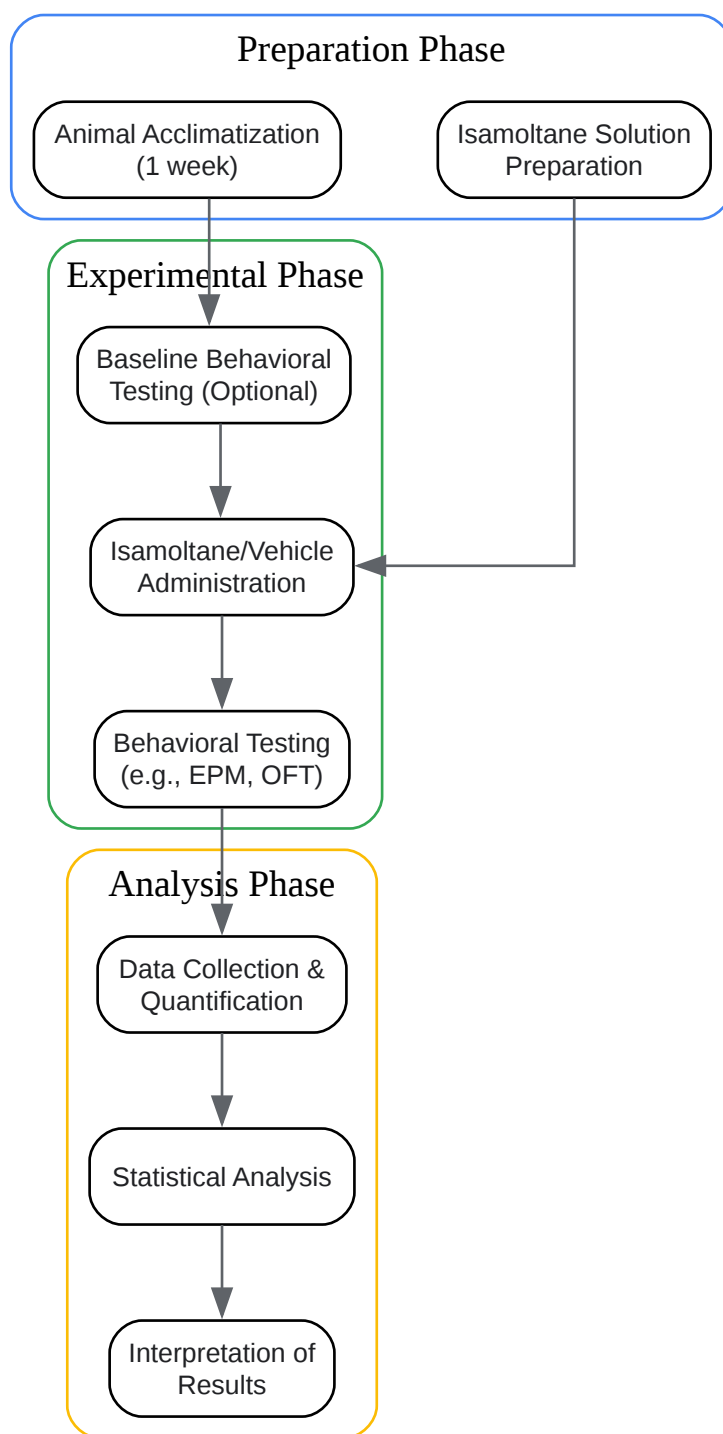 Preparation Phase
Animal Acclimatization
(1 week)
Isamoltane Solution
Preparation
Experimental Phase
Baseline Behavioral
Testing (Optional)
Isamoltane/Vehicle
Administration
Behavioral Testing
(e.g., EPM, OFT)
Analysis Phase
Data Collection &
Quantification
Statistical Analysis
Interpretation of
Results